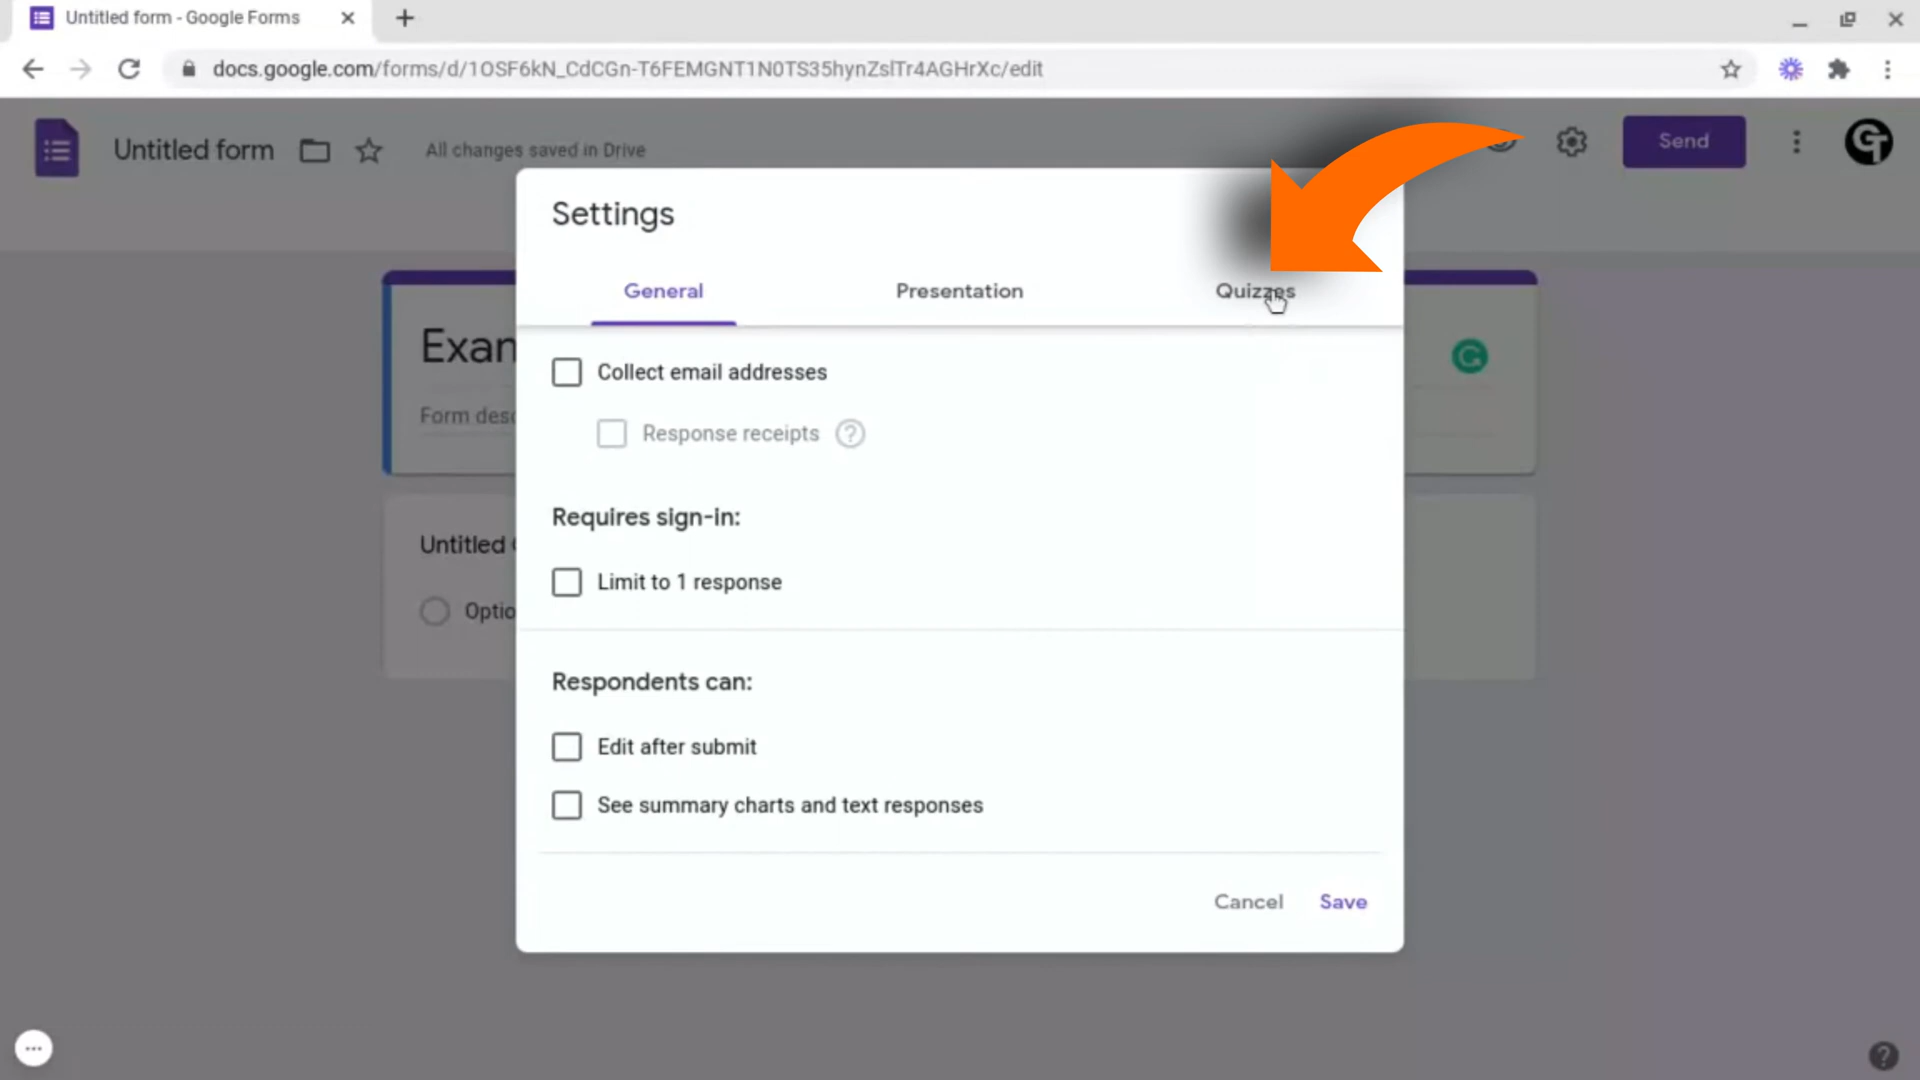 Untitled form - Google Forms
docs.google.com/forms/d/1OSF6kN_CdCGn-T6FEMGNT1N0TS35hynZslTr4AGHrXc/edit
Untitled form
All changes saved in Drive
Send
Settings
General
Presentation
Quizzes
Exan
Collect email addresses
Form desc
Response receipts
Requires sign-in:
Untitled
Limit to 1 response
Optio
Respondents can:
Edit after submit
See summary charts and text responses
Cancel
Save